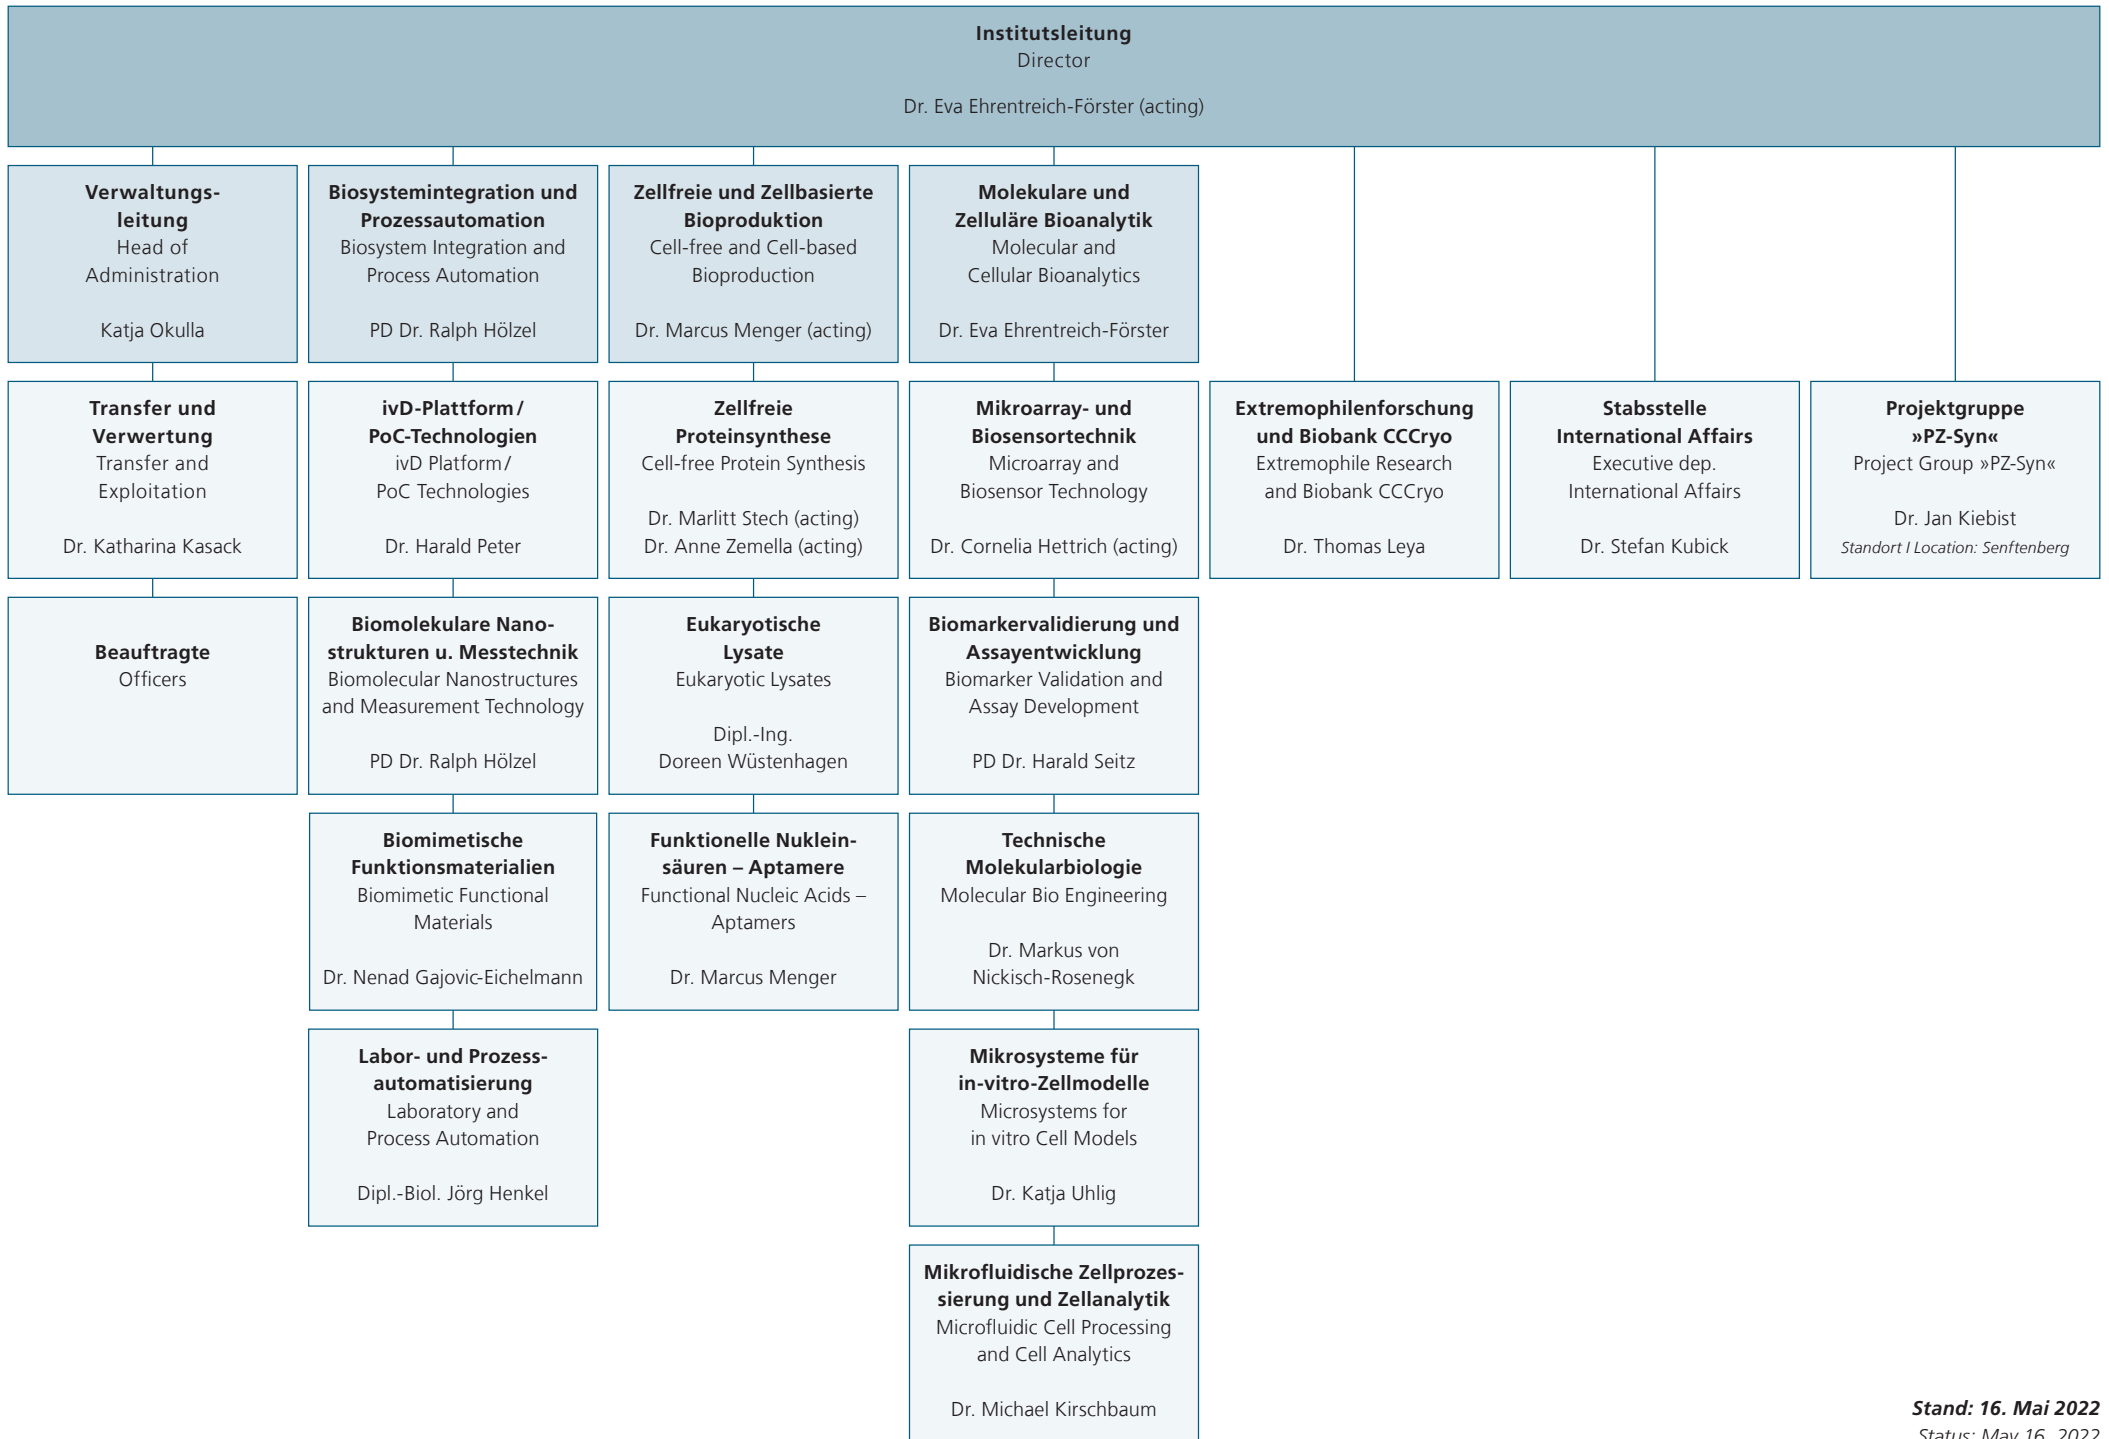 Institutsleitung
Director
Dr. Eva Ehrentreich-Förster (acting)
Verwaltungs-
leitung
Head of
Administration
Katja Okulla
Biosystemintegration und
Prozessautomation
Biosystem Integration and
Process Automation
PD Dr. Ralph Hölzel
Zellfreie und Zellbasierte
Bioproduktion
Cell-free and Cell-based
Bioproduction
Dr. Marcus Menger (acting)
Molekulare und
Zelluläre Bioanalytik
Molecular and
Cellular Bioanalytics
Dr. Eva Ehrentreich-Förster
Transfer und
Verwertung
Transfer and
Exploitation
Dr. Katharina Kasack
ivD-Plattform/
PoC-Technologien
ivD Platform/
PoC Technologies
Dr. Harald Peter
Zellfreie
Proteinsynthese
Cell-free Protein Synthesis
Dr. Marlitt Stech (acting)
Dr. Anne Zemella (acting)
Mikroarray- und
Biosensortechnik
Microarray and
Biosensor Technology
Dr. Cornelia Hettrich (acting)
Extremophilenforschung
und Biobank CCCryo
Extremophile Research
and Biobank CCCryo
Dr. Thomas Leya
Stabsstelle
International Affairs
Executive dep.
International Affairs
Dr. Stefan Kubick
Projektgruppe
»PZ-Syn«
Project Group »PZ-Syn«
Dr. Jan Kiebist
Standort I Location: Senftenberg
Beauftragte
Officers
Biomolekulare Nano-
strukturen u. Messtechnik
Biomolecular Nanostructures
and Measurement Technology
PD Dr. Ralph Hölzel
Eukaryotische
Lysate
Eukaryotic Lysates
Dipl.-Ing.
Doreen Wüstenhagen
Biomarkervalidierung und
Assayentwicklung
Biomarker Validation and
Assay Development
PD Dr. Harald Seitz
Biomimetische
Funktionsmaterialien
Biomimetic Functional
Materials
Dr. Nenad Gajovic-Eichelmann
Funktionelle Nuklein-
säuren – Aptamere
Functional Nucleic Acids –
Aptamers
Dr. Marcus Menger
Technische
Molekularbiologie
Molecular Bio Engineering
Dr. Markus von
Nickisch-Rosenegk
Labor- und Prozess-
automatisierung
Laboratory and
Process Automation
Dipl.-Biol. Jörg Henkel
Mikrosysteme für
in-vitro-Zellmodelle
Microsystems for
in vitro Cell Models
Dr. Katja Uhlig
Mikrofluidische Zellprozes-
sierung und Zellanalytik
Microfluidic Cell Processing
and Cell Analytics
Dr. Michael Kirschbaum
Stand: 16. Mai 2022
Status: May 16, 2022